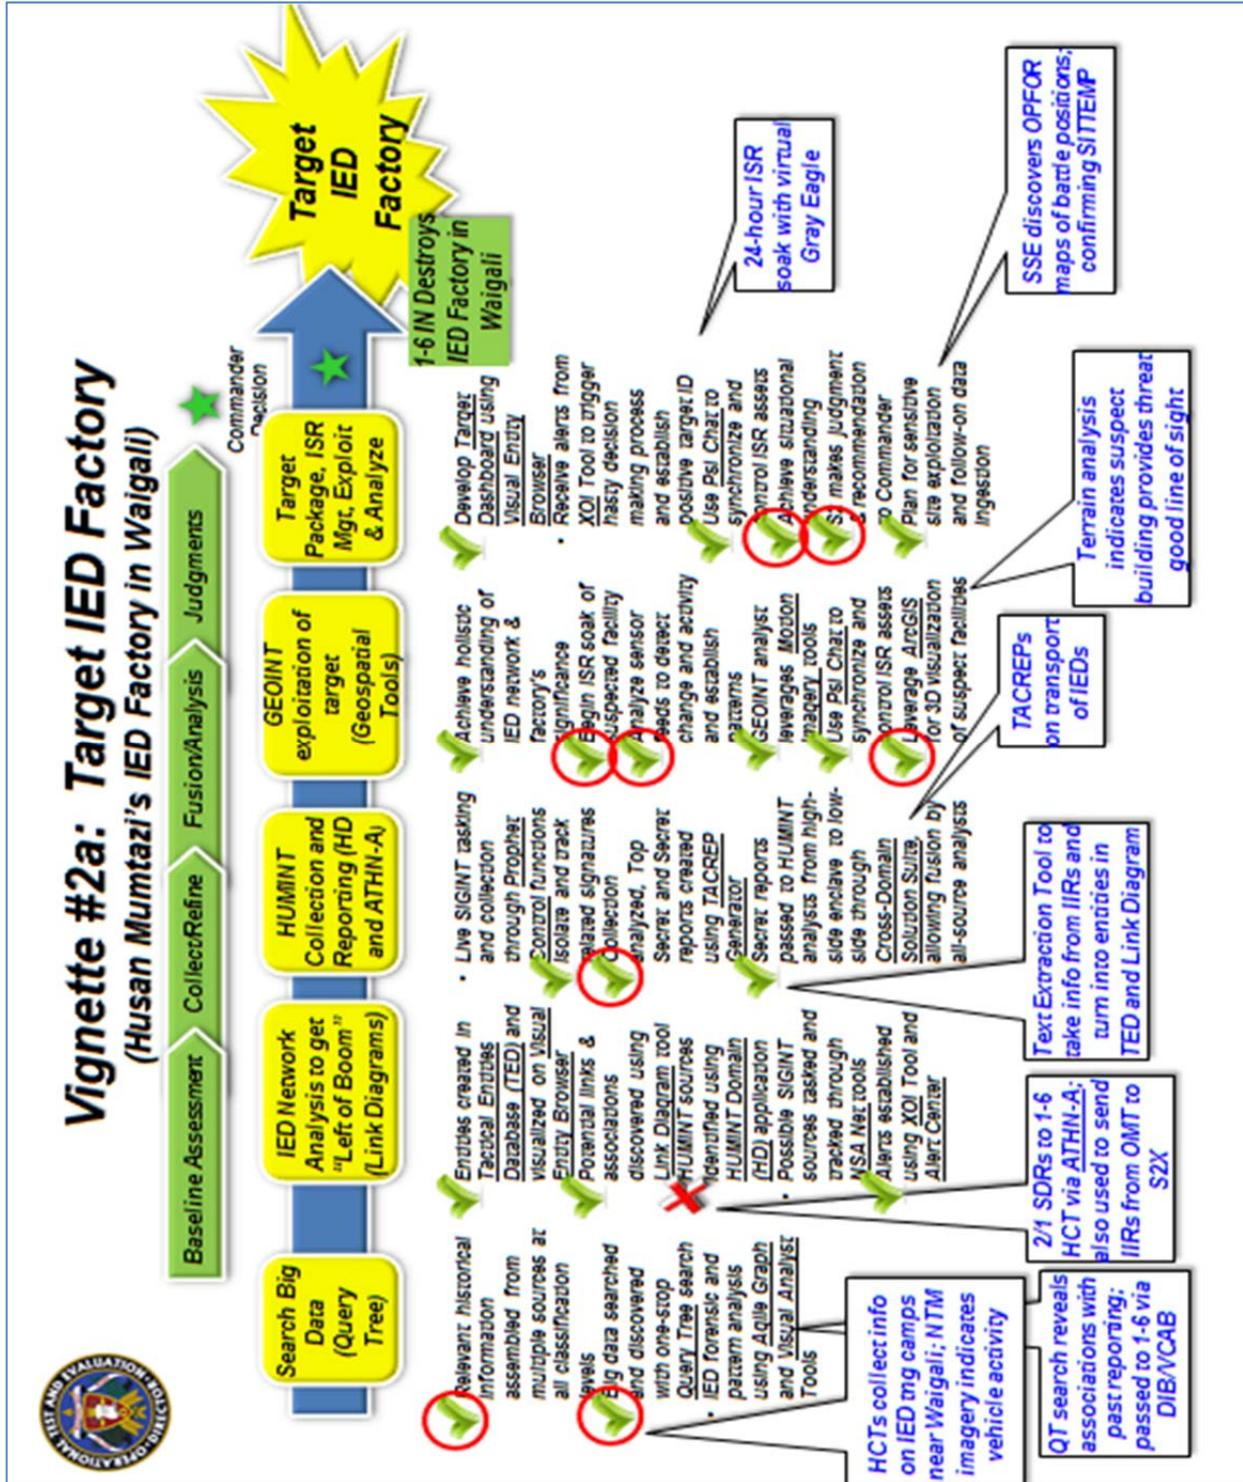 Vignette #2a: Target IED Factory
(Husan Mumtazi's IED Factory in Waigali)
Baseline Assessment
Collect/Refine
Fusion/Analysis
Judgments
Commander
Decision
Search Big
Data
(Query
Tree)
IED Network
Analysis to get
"Left of Boom"
(Link Diagrams)
HUMINT
Collection and
Reporting (HD
and ATHN-A)
GEOINT
exploitation of
target
(Geospatial
Tools)
Target
Package, ISR
Mgt, Exploit
& Analyze
Target
IED
Factory
1-6 IN Destroys
IED Factory in
Waigali
Relevant historical
information
assembled from
multiple sources at
all classification
levels
Big data searched
and discovered
with one-stop
Query Tree search
• IED forensic and
pattern analysis
using Agile Graph
and Visual Analyst
Tools
Entities created in
Tactical Entities
Database (TED) and
visualized on Visual
Entity Browser
Potential links &
associations
discovered using
Link Diagram tool
HUMINT sources
identified using
HUMINT Domain
(HD) application
• Possible SIGINT
sources tasked and
tracked through
NSA Net tools
Alerts established
using XOI Tool and
Alert Center
• Live SIGINT tasking
and collection
through Prophet
Control functions
Isolate and track
related signatures
Collection
analyzed, Top
Secret and Secret
reports created
using TACREP
Generator
Secret reports
passed to HUMINT
analysts from high-
side enclave to low-
side through
Cross-Domain
Solution Suite,
allowing fusion by
all-source analysts
Achieve holistic
understanding of
IED network &
factory's
significance
Begin ISR soak of
suspected facility
Analyze sensor
feeds to detect
change and activity
and establish
patterns
GEOINT analyst
leverages Motion
Imagery tools
Use Psi Chat to
synchronize and
control ISR assets
Leverage ArcGIS
for 3D visualization
of suspect facilities
Develop Target
Dashboard using
Visual Entity
Browser
• Receive alerts from
XOI Tool to trigger
hasty decision
making process
and establish
positive target ID
Use Psi Chat to
synchronize and
control ISR assets
Achieve situational
understanding
S2 makes judgment
& recommendation
to Commander
Plan for sensitive
site exploitation
and follow-on data
ingestion
HCTs collect info
on IED tng camps
near Waigali; NTM
imagery indicates
vehicle activity
QT search reveals
associations with
past reporting;
passed to 1-6 via
DIB/VCAB
2/1 SDRs to 1-6
HCT via ATHN-A;
also used to send
IIRs from OMT to
S2X
Text Extraction Tool to
take info from IIRs and
turn into entities in
TED and Link Diagram
TACREPs
on transport
of IEDs
Terrain analysis
indicates suspect
building provides threat
good line of sight
24-hour ISR
soak with virtual
Gray Eagle
SSE discovers OPFOR
maps of battle positions;
confirming SITTEMP
DIRECTOR • OPERATIONAL TEST AND EVALUATION